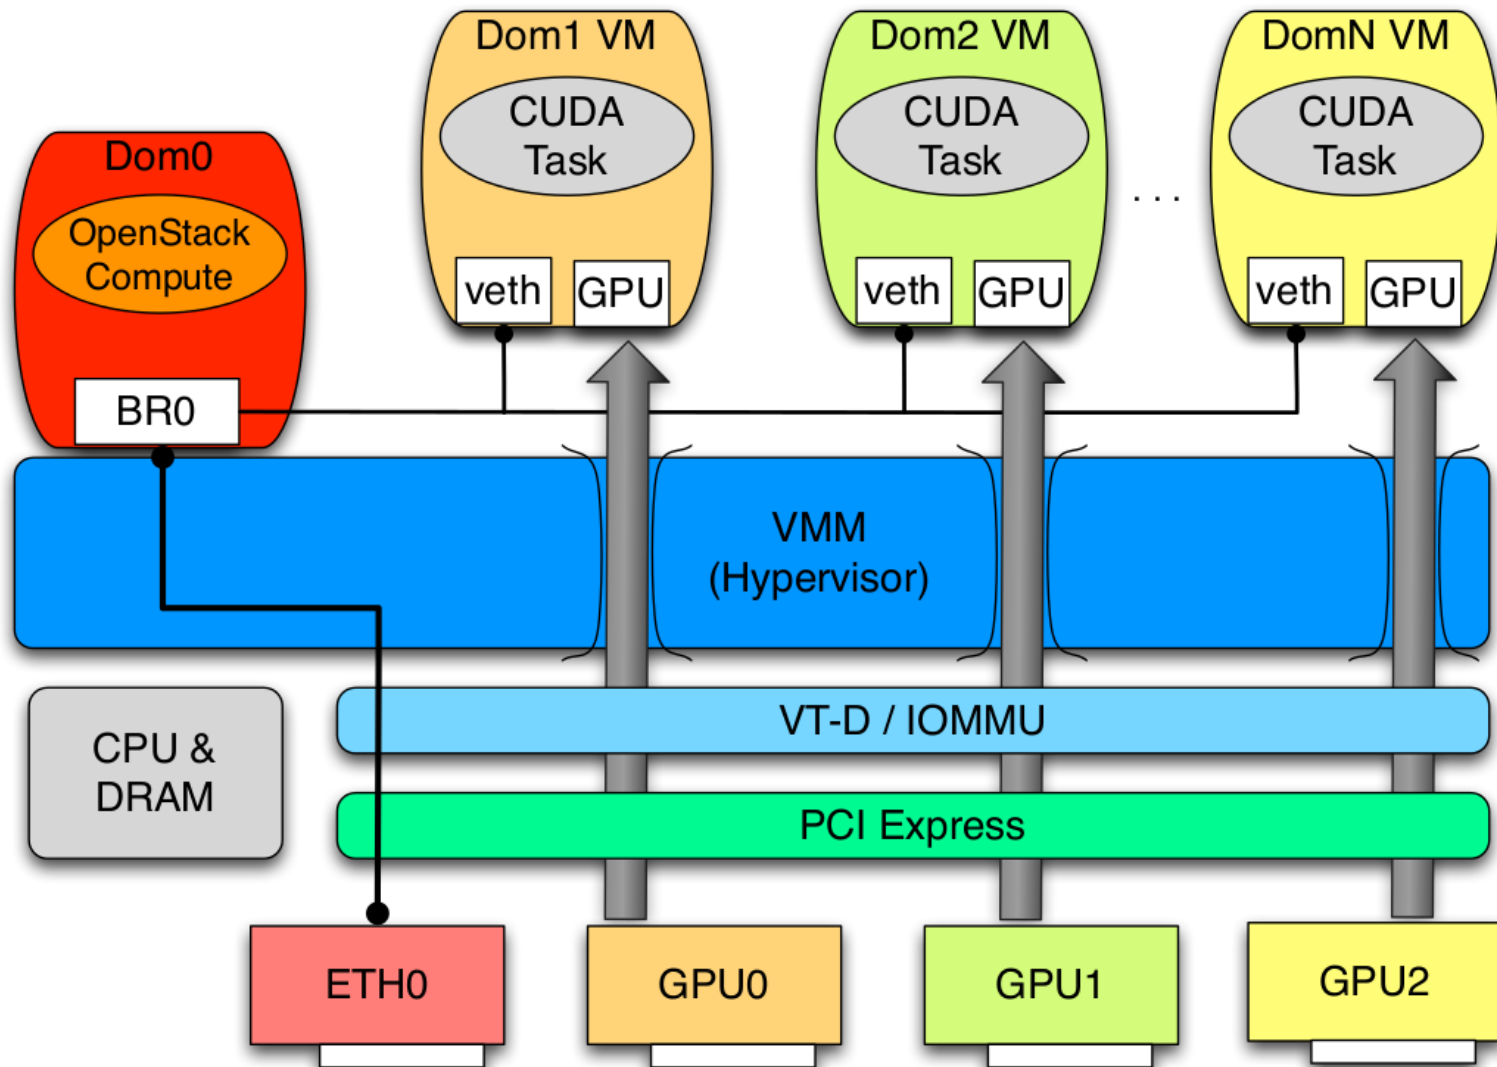 Dom1 VM
CUDA
Task
veth
GPU
Dom2 VM
CUDA
Task
veth
GPU
. . .
DomN VM
CUDA
Task
veth
GPU
Dom0
OpenStack
Compute
BR0
VMM
(Hypervisor)
CPU &
DRAM
VT-D / IOMMU
PCI Express
ETH0
GPU0
GPU1
GPU2